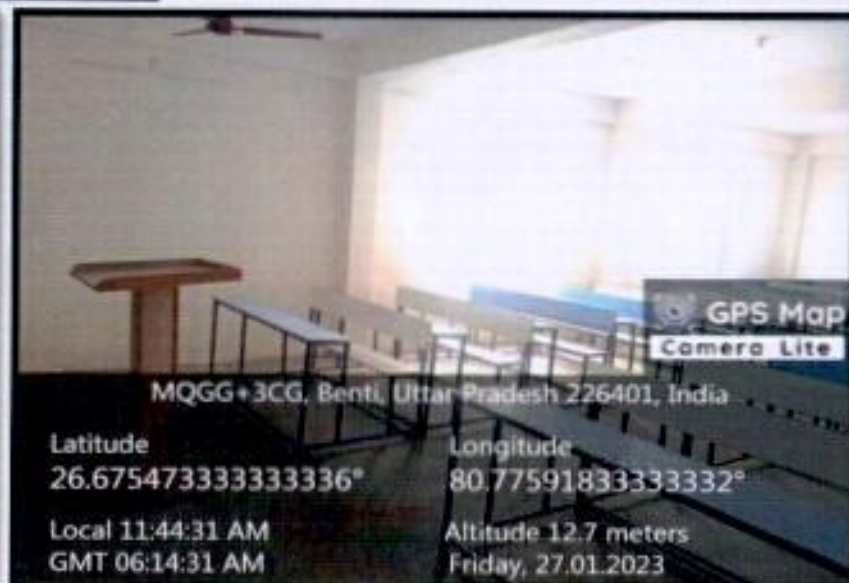 GPS Map
Camera Lite
MQGG+3CG, Benti, Uttar Pradesh 226401, India
Latitude
26.675473333333336°
Longitude
80.77591833333332°
Local 11:44:31 AM
GMT 06:14:31 AM
Altitude 12.7 meters
Friday, 27.01.2023